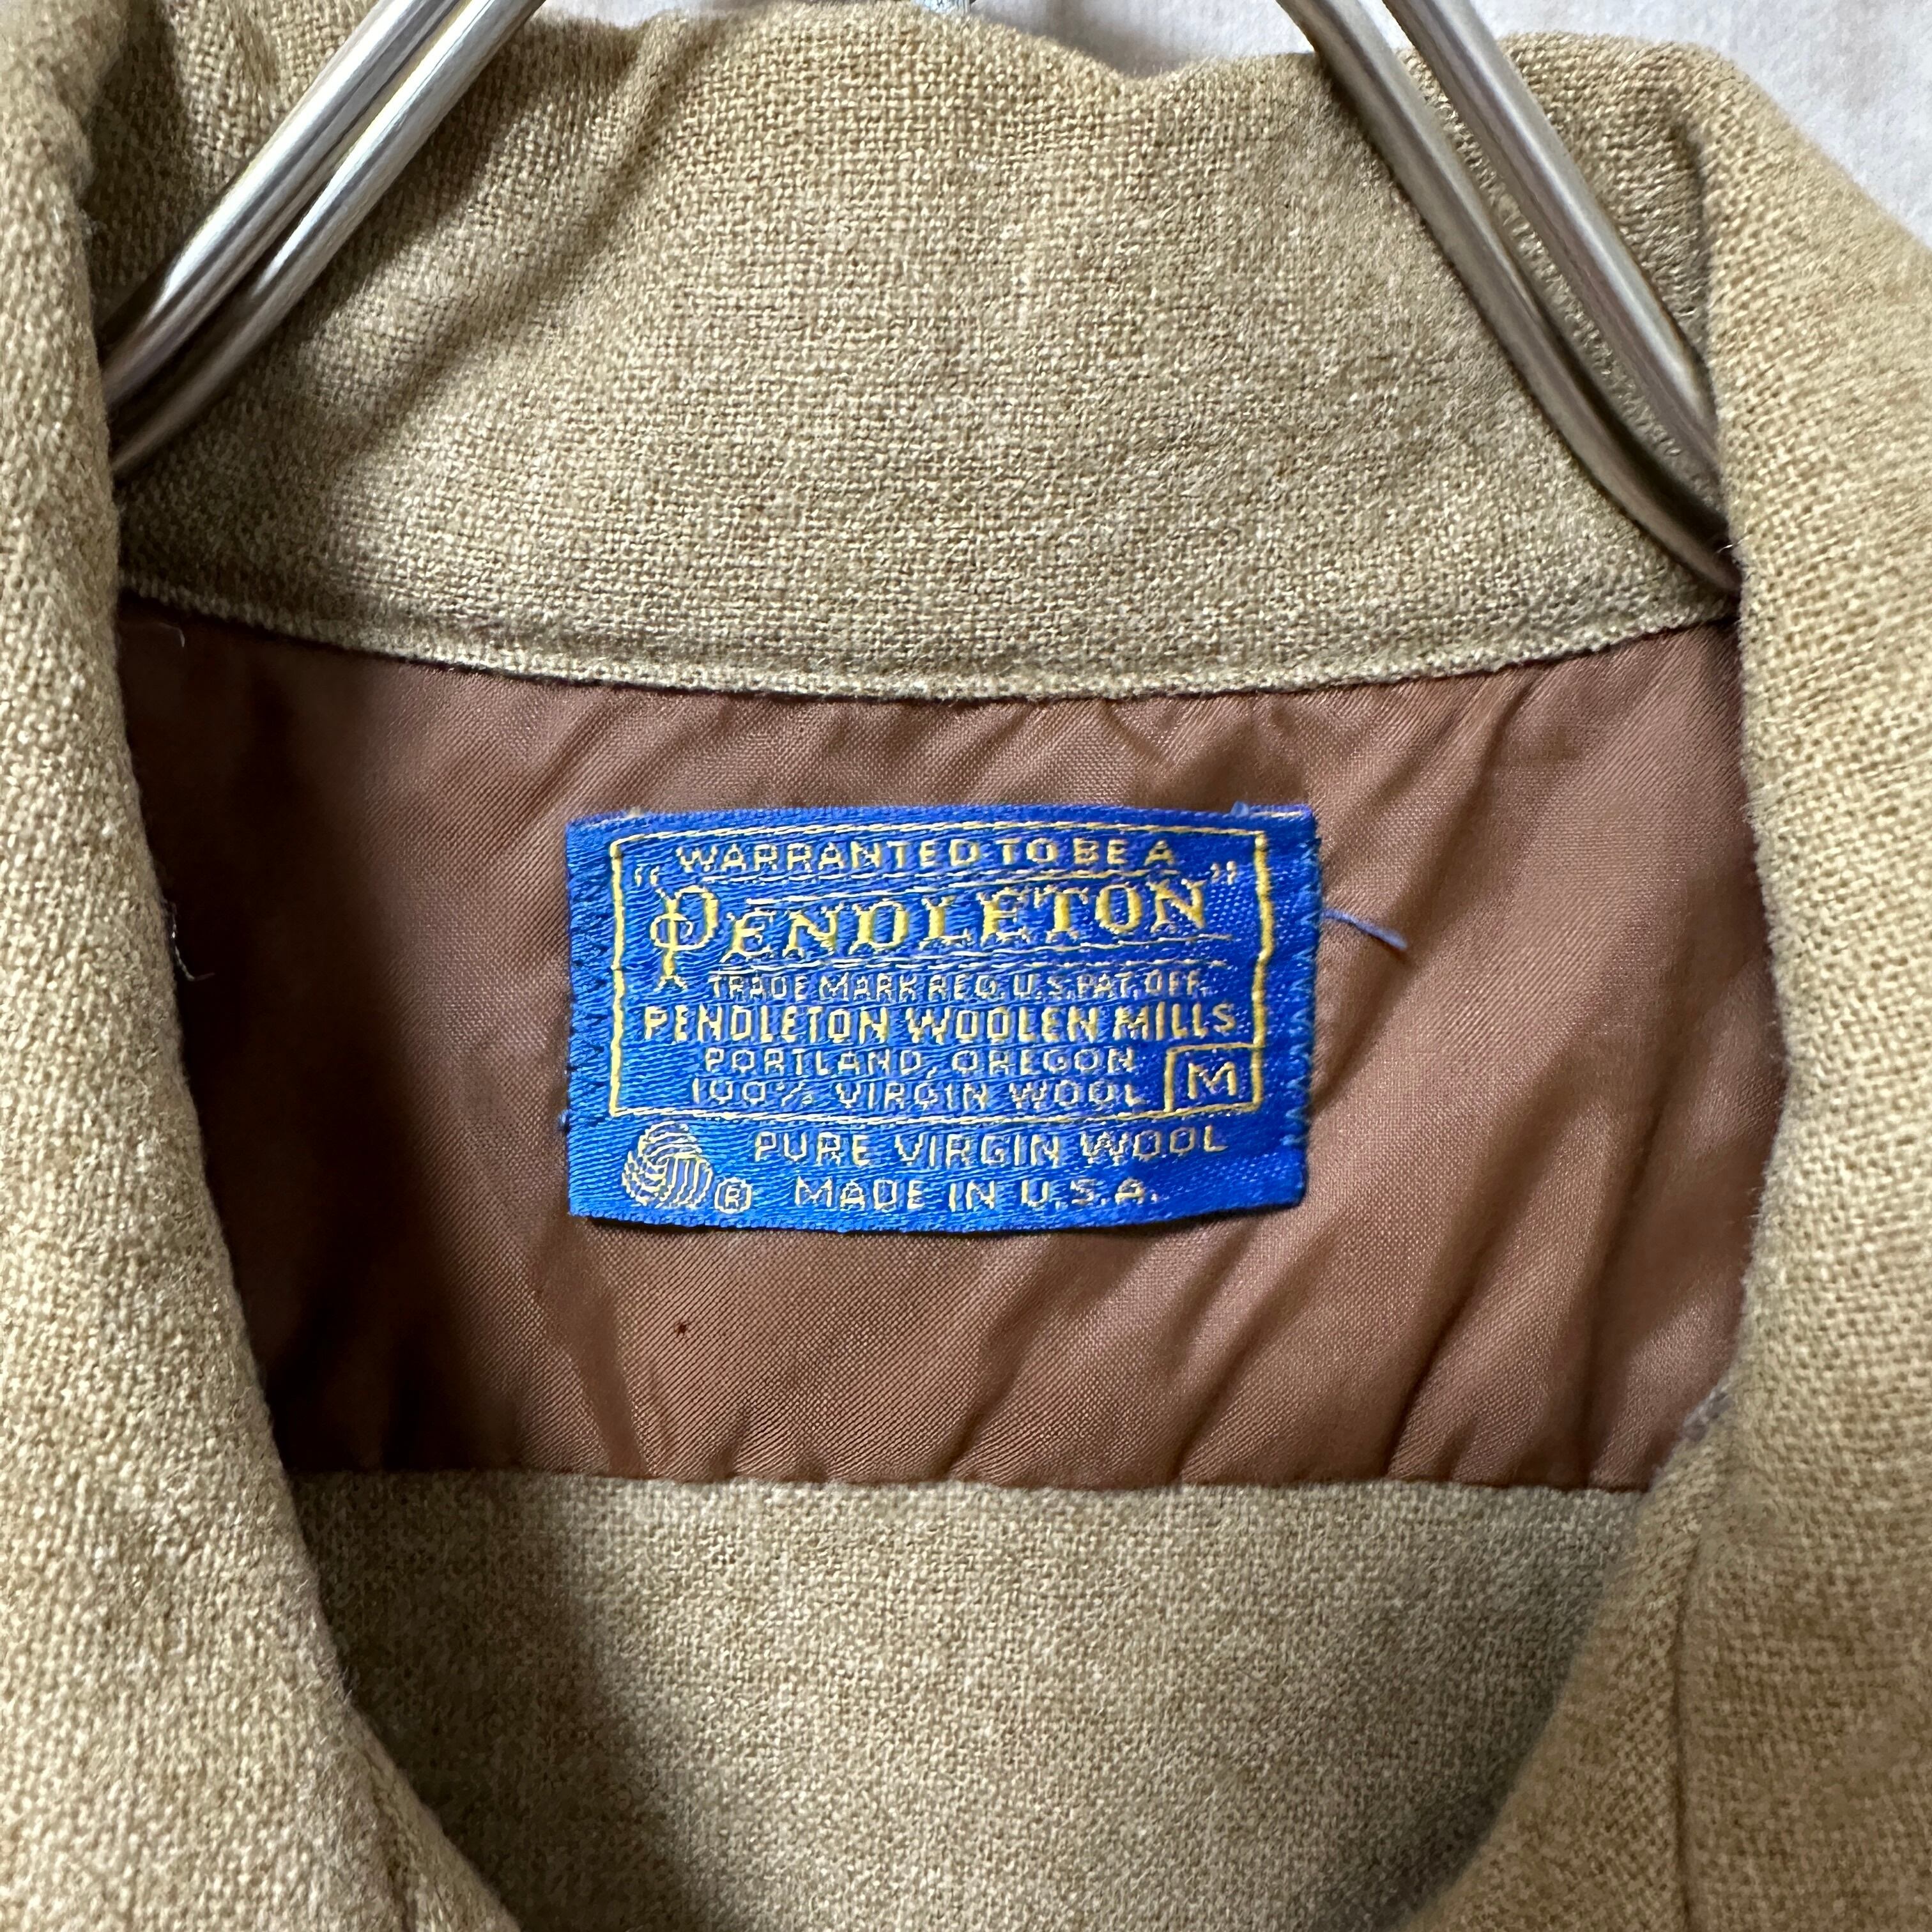 WARRANTED TO BE A
"PENDLETON"
TRADE MARK REG. U.S. PAT. OFF.
PENDLETON WOOLEN MILLS
PORTLAND, OREGON
100% VIRGIN WOOL M
PURE VIRGIN WOOL
® MADE IN U.S.A.